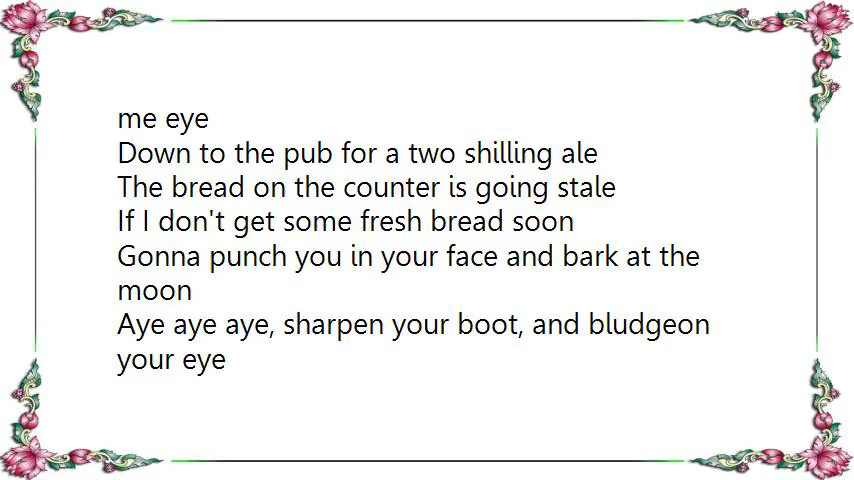 me eye
Down to the pub for a two shilling ale
The bread on the counter is going stale
If I don't get some fresh bread soon
Gonna punch you in your face and bark at the
moon
Aye aye aye, sharpen your boot, and bludgeon
your eye